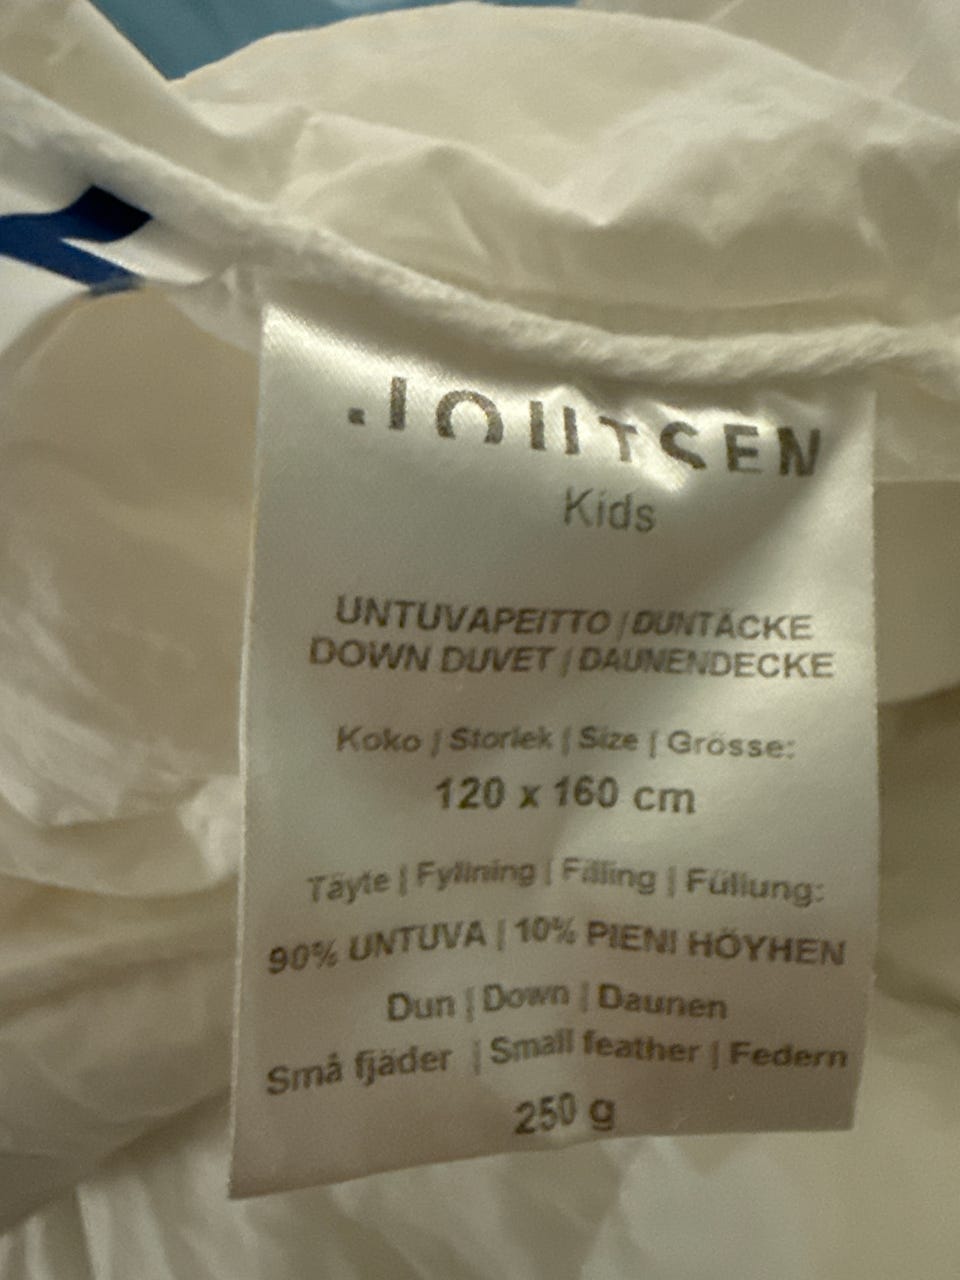 JOUTSEN
Kids
UNTUVAPEITTO | DUNTÄCKE
DOWN DUVET | DAUNENDECKE
Koko | Storlek | Size | Grösse:
120 x 160 cm
Täyte | Fyllning | Filling | Füllung:
90% UNTUVA | 10% PIENI HÖYHEN
Dun | Down | Daunen
Små fjäder | Small feather | Federn
250 g